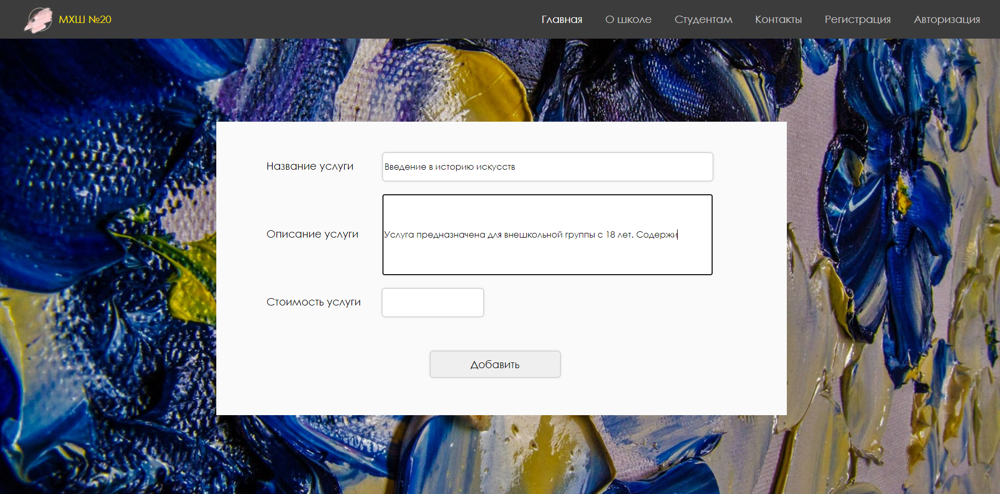 МХШ №20
Главная
О школе
Студентам
Контакты
Регистрация
Авторизация
Название услуги
Введение в историю искусств
Описание услуги
Услуга предназначена для внешкольной группы с 18 лет. Содержи
Стоимость услуги
Добавить